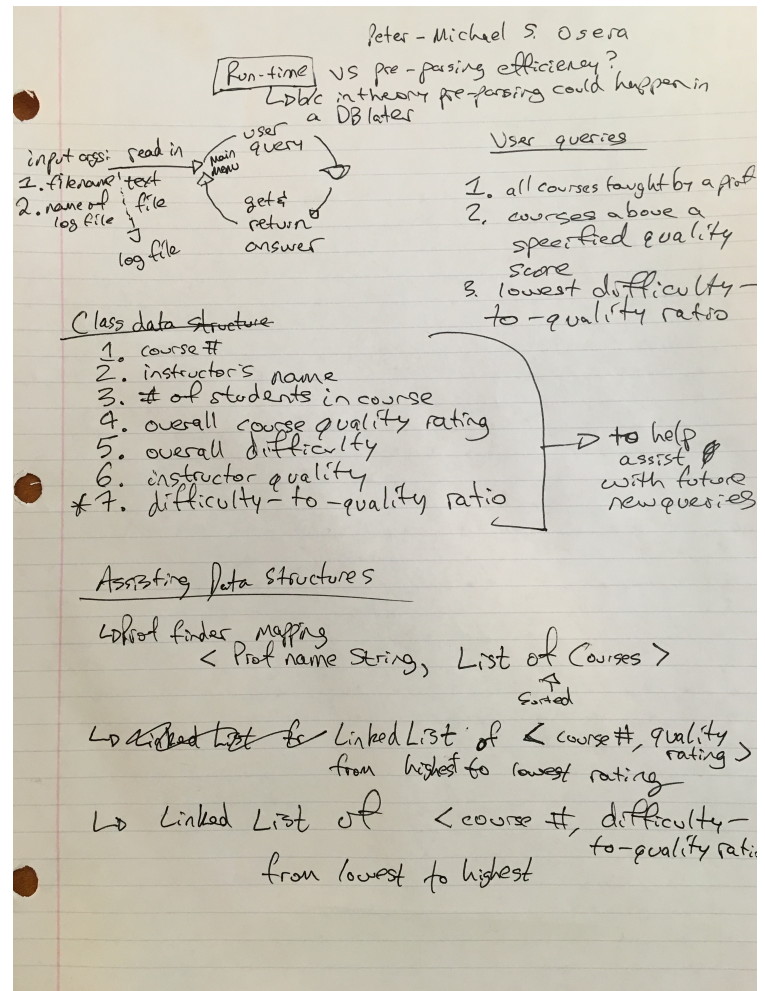 Peter-Michael S. Osera
Run-time vs pre-parsing efficiency?
↳ b/c in theory pre-parsing could happen in
a DB later
input args: read in
1. filename text
2. name of file
log file
log file
Main
menu
user
query
get &
return
answer
User queries
1. all courses taught by a prof
2. courses above a
specified quality
score
3. lowest difficulty-
to-quality ratio
Class data structure
1. course #
2. instructor's name
3. # of students in course
4. overall course quality rating
5. overall difficulty
6. instructor quality
*7. difficulty-to-quality ratio
to help
assist
with future
new queries
Assisting Data Structures
↳ Prof finder mapping
< Prof name String, List of Courses >
Sorted
↳ Linked List for Linked List of < course #, quality
rating >
from highest to lowest rating
↳ Linked List of < course #, difficulty-
to-quality ratio
from lowest to highest